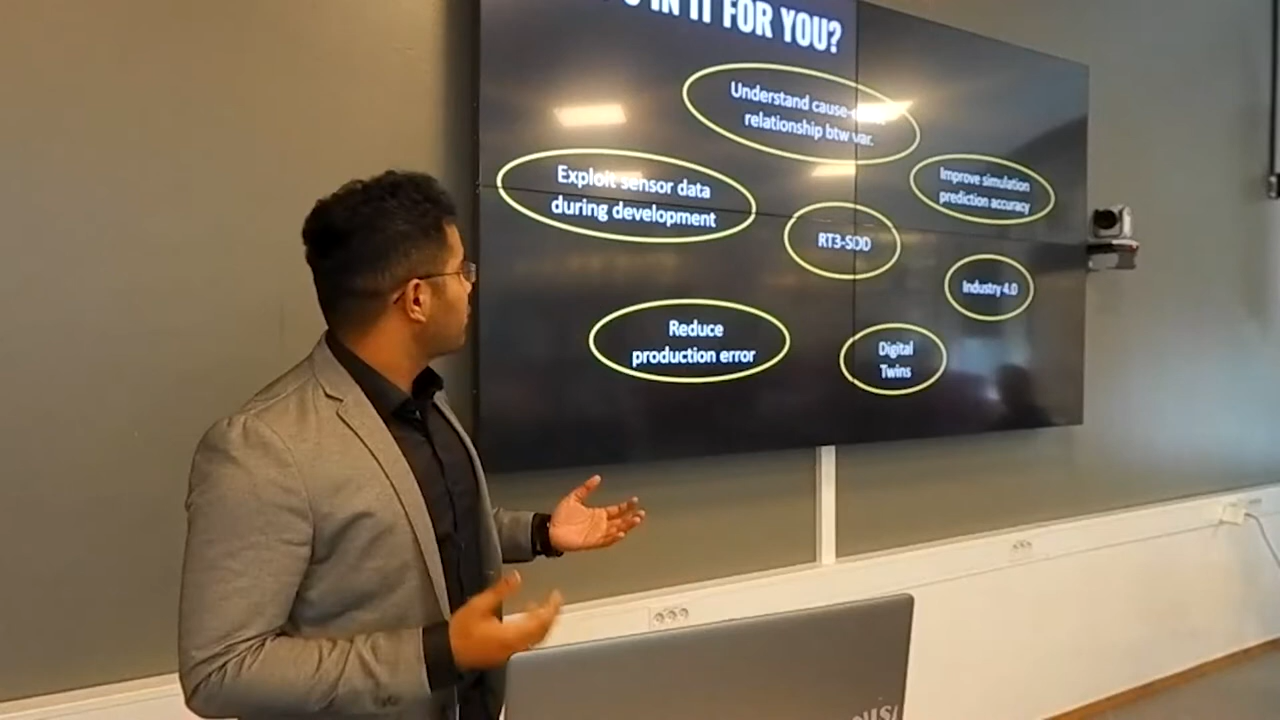 IN IT FOR YOU?
Understand cause-
relationship btw var.
Exploit sensor data
during development
Improve simulation
prediction accuracy
RT3-SOD
Industry 4.0
Reduce
production error
Digital
Twins